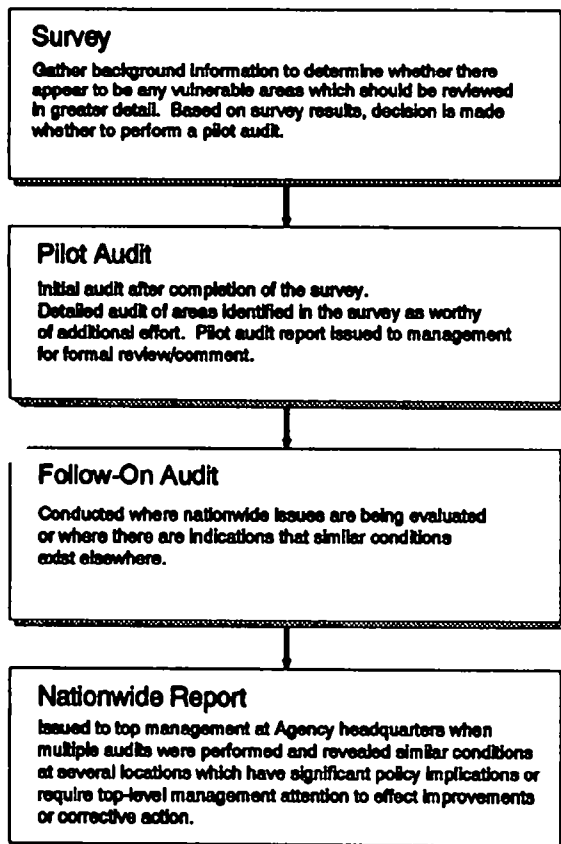 Survey
Gather background information to determine whether there
appear to be any vulnerable areas which should be reviewed
in greater detail. Based on survey results, decision is made
whether to perform a pilot audit.
Pilot Audit
Initial audit after completion of the survey.
Detailed audit of areas identified in the survey as worthy
of additional effort. Pilot audit report issued to management
for formal review/comment.
Follow-On Audit
Conducted where nationwide issues are being evaluated
or where there are indications that similar conditions
exist elsewhere.
Nationwide Report
Issued to top management at Agency headquarters when
multiple audits were performed and revealed similar conditions
at several locations which have significant policy implications or
require top-level management attention to effect improvements
or corrective action.